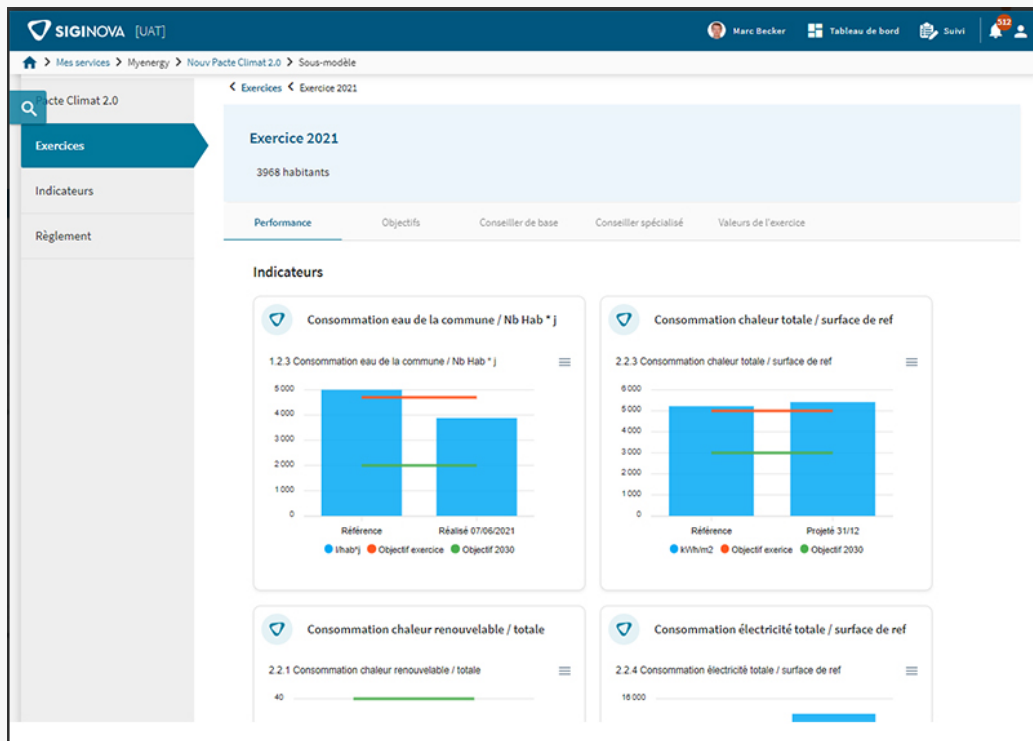 SIGINOVA [UAT]
Marc Becker
Tableau de bord
Suivi
512
Mes services > Myenergy > Nouv Pacte Climat 2.0 > Sous-modèle
Pacte Climat 2.0
Exercices
Indicateurs
Règlement
Exercices < Exercice 2021
Exercice 2021
3968 habitants
Performance
Objectifs
Conseiller de base
Conseiller spécialisé
Valeurs de l'exercice
Indicateurs
Consommation eau de la commune / Nb Hab * j
1.2.3 Consommation eau de la commune / Nb Hab * j
5 000
4 000
3 000
2 000
1 000
0
Référence
Réalisé 07/06/2021
l/hab*j
Objectif exercice
Objectif 2030
Consommation chaleur totale / surface de ref
2.2.3 Consommation chaleur totale / surface de ref
6 000
5 000
4 000
3 000
2 000
1 000
0
Référence
Projeté 31/12
kWh/m2
Objectif exerice
Objectif 2030
Consommation chaleur renouvelable / totale
2.2.1 Consommation chaleur renouvelable / totale
40
Consommation électricité totale / surface de ref
2.2.4 Consommation électricité totale / surface de ref
16 000